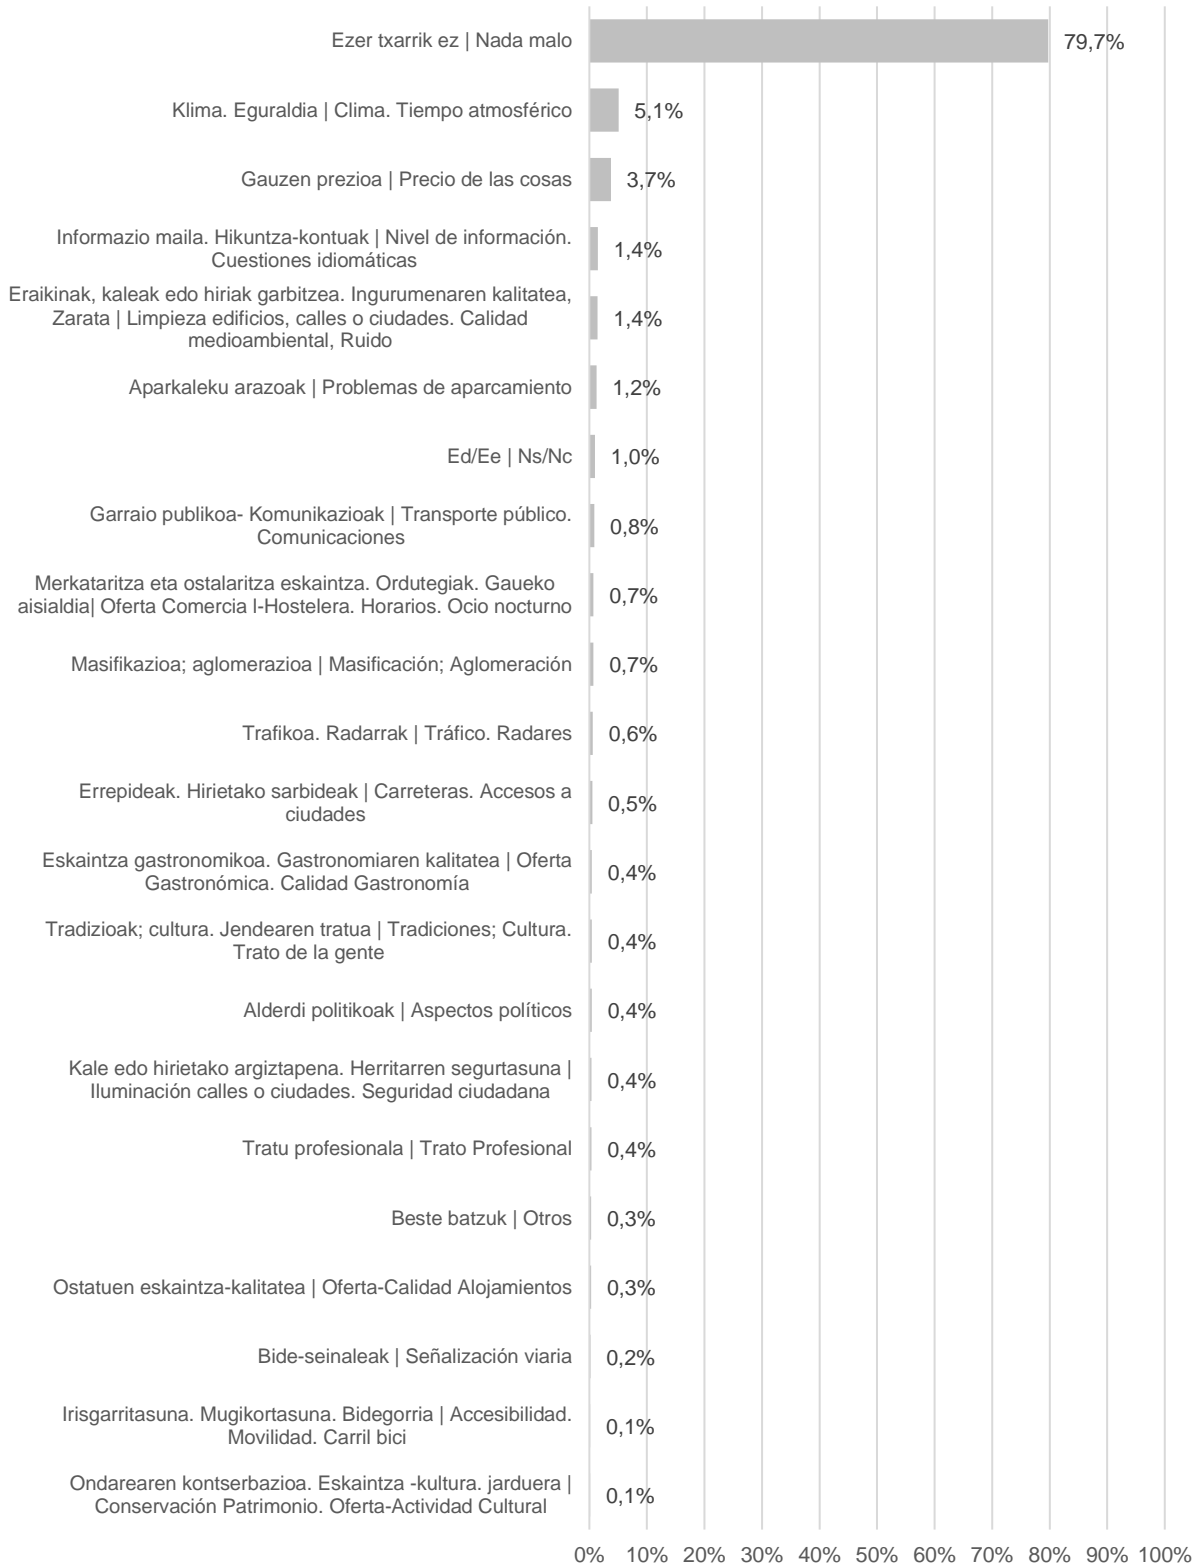 Ezer txarrik ez | Nada malo
79,7%
Klima. Eguraldia | Clima. Tiempo atmosférico
5,1%
Gauzen prezioa | Precio de las cosas
3,7%
Informazio maila. Hikuntza-kontuak | Nivel de información.
Cuestiones idiomáticas
1,4%
Eraikinak, kaleak edo hiriak garbitzea. Ingurumenaren kalitatea,
Zarata | Limpieza edificios, calles o ciudades. Calidad
medioambiental, Ruido
1,4%
Aparkaleku arazoak | Problemas de aparcamiento
1,2%
Ed/Ee | Ns/Nc
1,0%
Garraio publikoa- Komunikazioak | Transporte público.
Comunicaciones
0,8%
Merkataritza eta ostalaritza eskaintza. Ordutegiak. Gaueko
aisialdia| Oferta Comercia l-Hostelera. Horarios. Ocio nocturno
0,7%
Masifikazioa; aglomerazioa | Masificación; Aglomeración
0,7%
Trafikoa. Radarrak | Tráfico. Radares
0,6%
Errepideak. Hirietako sarbideak | Carreteras. Accesos a
ciudades
0,5%
Eskaintza gastronomikoa. Gastronomiaren kalitatea | Oferta
Gastronómica. Calidad Gastronomía
0,4%
Tradizioak; cultura. Jendearen tratua | Tradiciones; Cultura.
Trato de la gente
0,4%
Alderdi politikoak | Aspectos políticos
0,4%
Kale edo hirietako argiztapena. Herritarren segurtasuna |
Iluminación calles o ciudades. Seguridad ciudadana
0,4%
Tratu profesionala | Trato Profesional
0,4%
Beste batzuk | Otros
0,3%
Ostatuen eskaintza-kalitatea | Oferta-Calidad Alojamientos
0,3%
Bide-seinaleak | Señalización viaria
0,2%
Irisgarritasuna. Mugikortasuna. Bidegorria | Accesibilidad.
Movilidad. Carril bici
0,1%
Ondarearen kontserbazioa. Eskaintza -kultura. jarduera |
Conservación Patrimonio. Oferta-Actividad Cultural
0,1%
0% 10% 20% 30% 40% 50% 60% 70% 80% 90% 100%